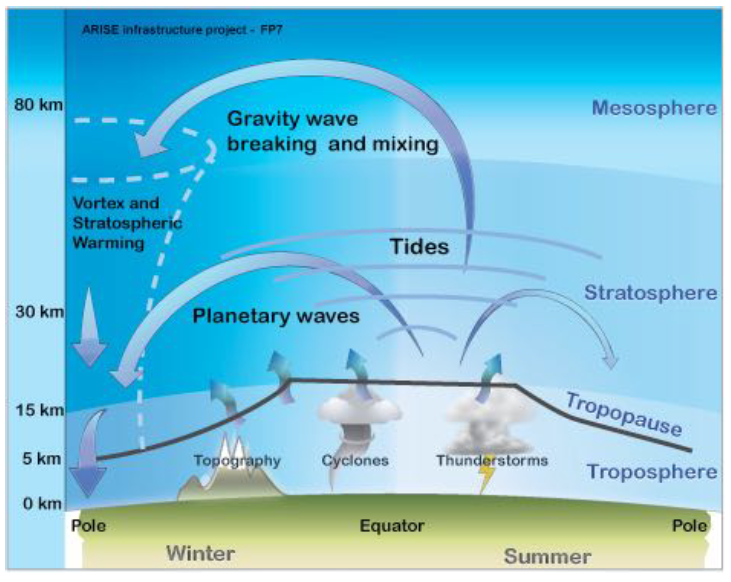 ARISE infrastructure project - FP7
80 km
Mesosphere
Gravity wave
breaking and mixing
Vortex and
Stratospheric
Warming
Tides
Stratosphere
30 km
Planetary waves
15 km
Tropopause
5 km
Topography
Cyclones
Thunderstorms
Troposphere
0 km
Pole
Equator
Pole
Winter
Summer